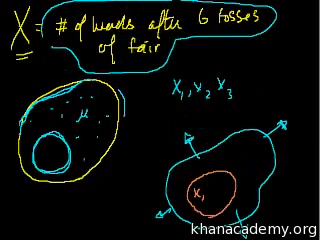 X = # of heads after 6 tosses
of fair
μ
X₁, X₂ X₃
X₁
khanacademy.org